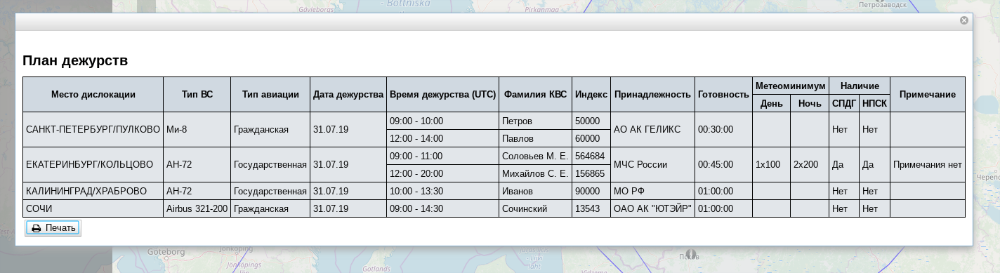 Gävleborgs
- Bottniska
Pirkanmaa
Петрозаводск
План дежурств
Место дислокации Тип ВС Тип авиации Дата дежурства Время дежурства (UTC) Фамилия КВС Индекс Принадлежность Готовность Метеоминимум Наличие Примечание
День Ночь СПДГ НПСК
САНКТ-ПЕТЕРБУРГ/ПУЛКОВО Ми-8 Гражданская 31.07.19 09:00 - 10:00 Петров 50000 АО АК ГЕЛИКС 00:30:00 Нет Нет
12:00 - 14:00 Павлов 60000
ЕКАТЕРИНБУРГ/КОЛЬЦОВО АН-72 Государственная 31.07.19 09:00 - 11:00 Соловьев М. Е. 564684 МЧС России 00:45:00 1x100 2x200 Да Да Примечания нет
12:00 - 20:00 Михайлов С. Е. 156865
КАЛИНИНГРАД/ХРАБРОВО АН-72 Государственная 31.07.19 10:00 - 13:30 Иванов 90000 МО РФ 01:00:00 Нет Нет
СОЧИ Airbus 321-200 Гражданская 31.07.19 09:00 - 14:30 Сочинский 13543 ОАО АК "ЮТЭЙР" 01:00:00 Нет Нет
Печать
Göteborg
Jönköping
Jönköpings
län
Gotlands
- Liivi
laht
Vidzeme
Псков